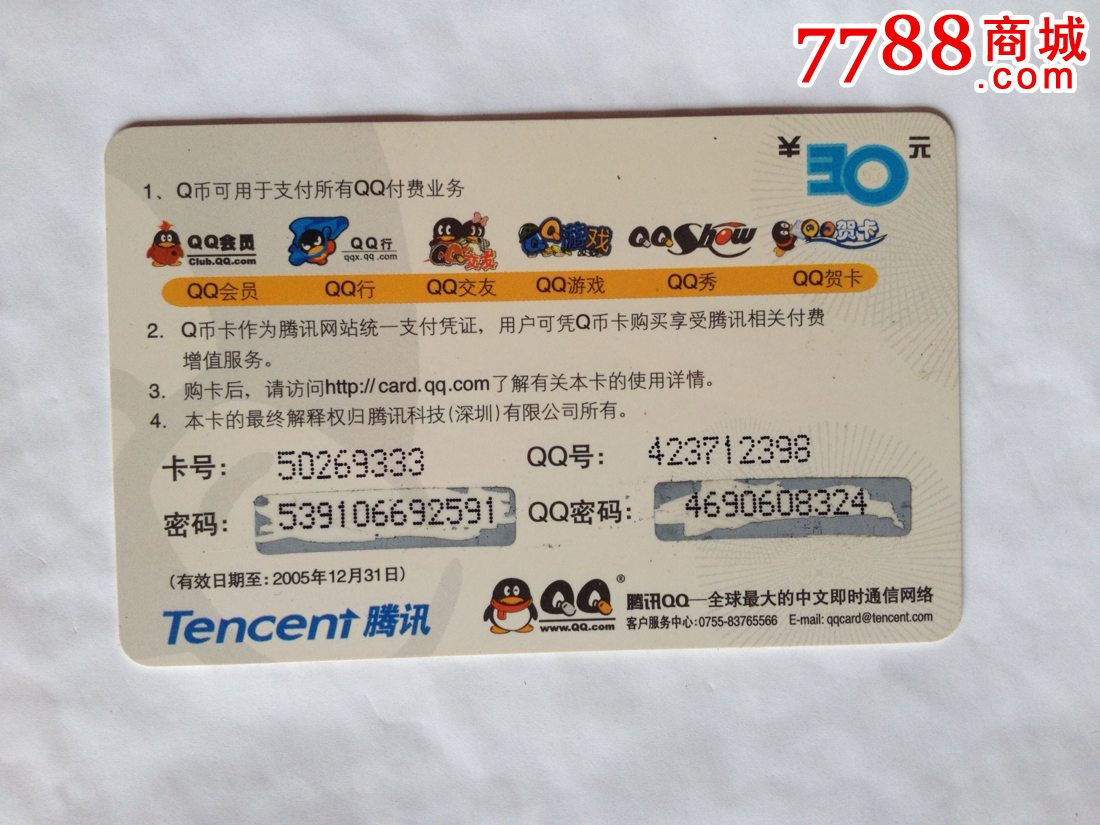 7788商城
.com
¥ 30 元
1、Q币可用于支付所有QQ付费业务
QQ会员
Club.QQ.com
QQ行
qqx.qq.com
QQ交友
QQ游戏
QQShow
QQ贺卡
QQ会员 QQ行 QQ交友 QQ游戏 QQ秀 QQ贺卡
2. Q币卡作为腾讯网站统一支付凭证，用户可凭Q币卡购买享受腾讯相关付费
增值服务。
3. 购卡后，请访问http://card.qq.com了解有关本卡的使用详情。
4. 本卡的最终解释权归腾讯科技(深圳)有限公司所有。
卡号： 50269333 QQ号： 423712398
密码： 539106692591 QQ密码： 4690608324
(有效日期至：2005年12月31日)
Tencent 腾讯
QQ®
www.QQ.com
腾讯QQ—全球最大的中文即时通信网络
客户服务中心:0755-83765566 E-mail: qqcard@tencent.com